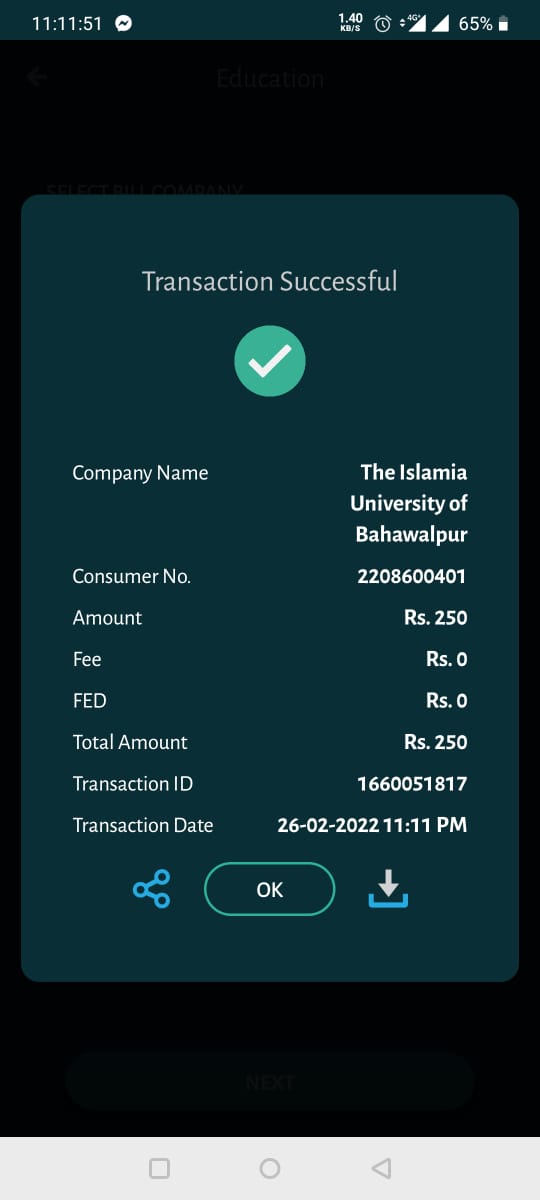 11:11:51
1.40
KB/S
4G+
65%
Education
SELECT BILL COMPANY
Transaction Successful
Company Name The Islamia
University of
Bahawalpur
Consumer No. 2208600401
Amount Rs. 250
Fee Rs. 0
FED Rs. 0
Total Amount Rs. 250
Transaction ID 1660051817
Transaction Date 26-02-2022 11:11 PM
OK
NEXT